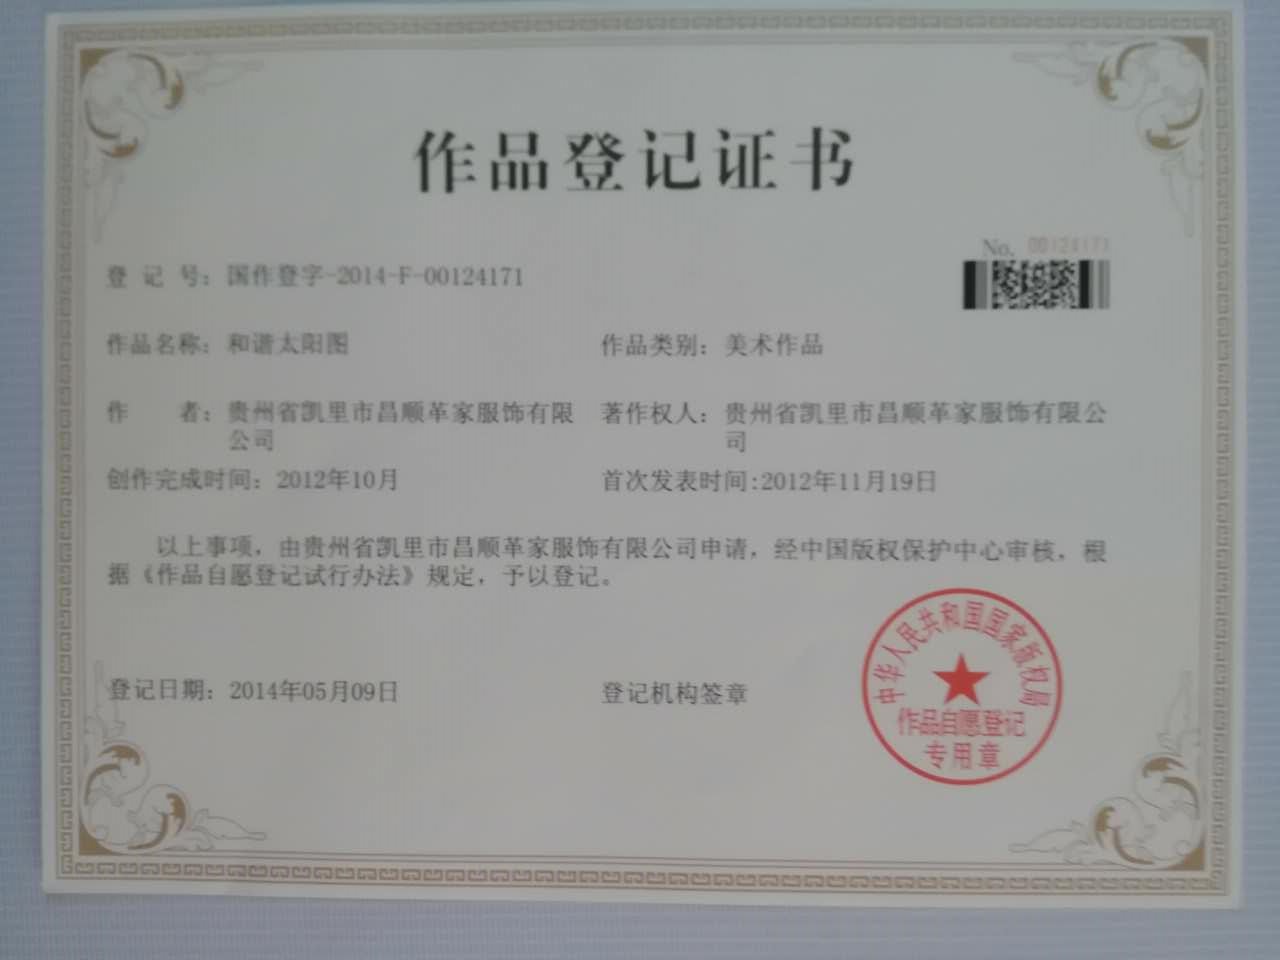 作品登记证书
No. 00124171
登记号：国作登字-2014-F-00124171
作品名称：和谐太阳图 作品类别：美术作品
作者：贵州省凯里市昌顺革家服饰有限 著作权人：贵州省凯里市昌顺革家服饰有限公
公司 司
创作完成时间：2012年10月 首次发表时间:2012年11月19日
以上事项，由贵州省凯里市昌顺革家服饰有限公司申请，经中国版权保护中心审核，根
据《作品自愿登记试行办法》规定，予以登记。
登记日期：2014年05月09日 登记机构签章
中华人民共和国国家版权局
作品自愿登记
专用章